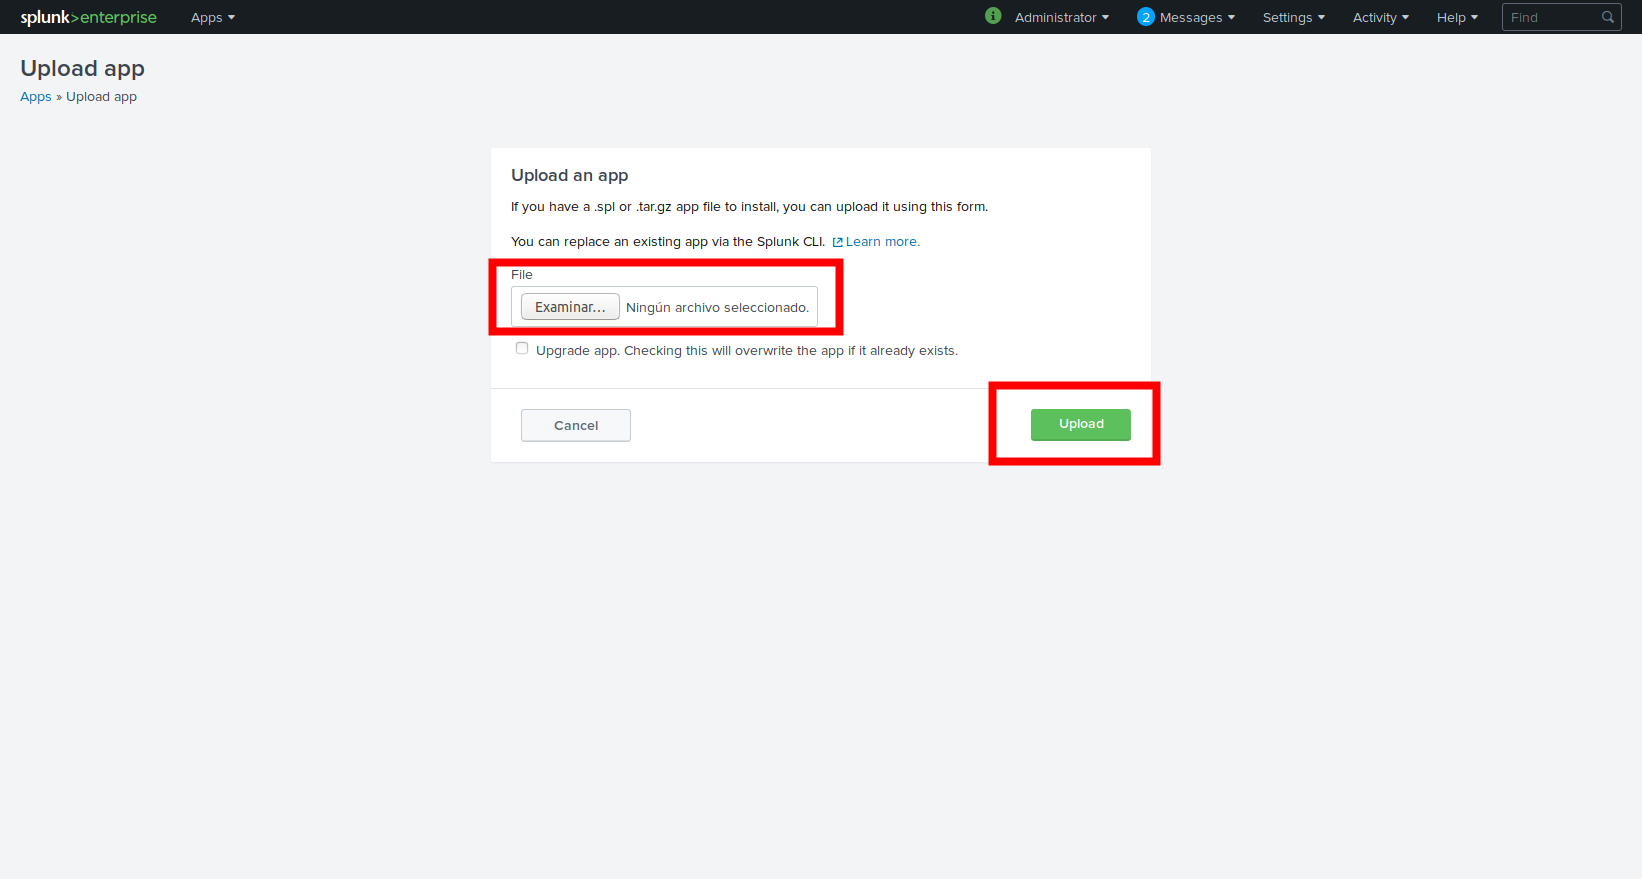 splunk>enterprise Apps Administrator 2 Messages Settings Activity Help Find
Upload app
Apps » Upload app
Upload an app
If you have a .spl or .tar.gz app file to install, you can upload it using this form.
You can replace an existing app via the Splunk CLI. Learn more.
File
Examinar... Ningún archivo seleccionado.
Upgrade app. Checking this will overwrite the app if it already exists.
Cancel Upload